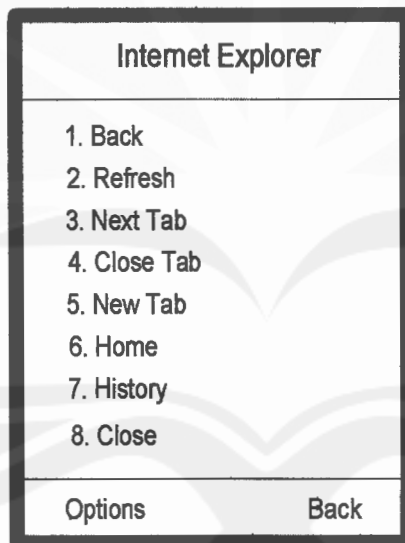 Internet Explorer
1. Back
2. Refresh
3. Next Tab
4. Close Tab
5. New Tab
6. Home
7. History
8. Close
Options Back